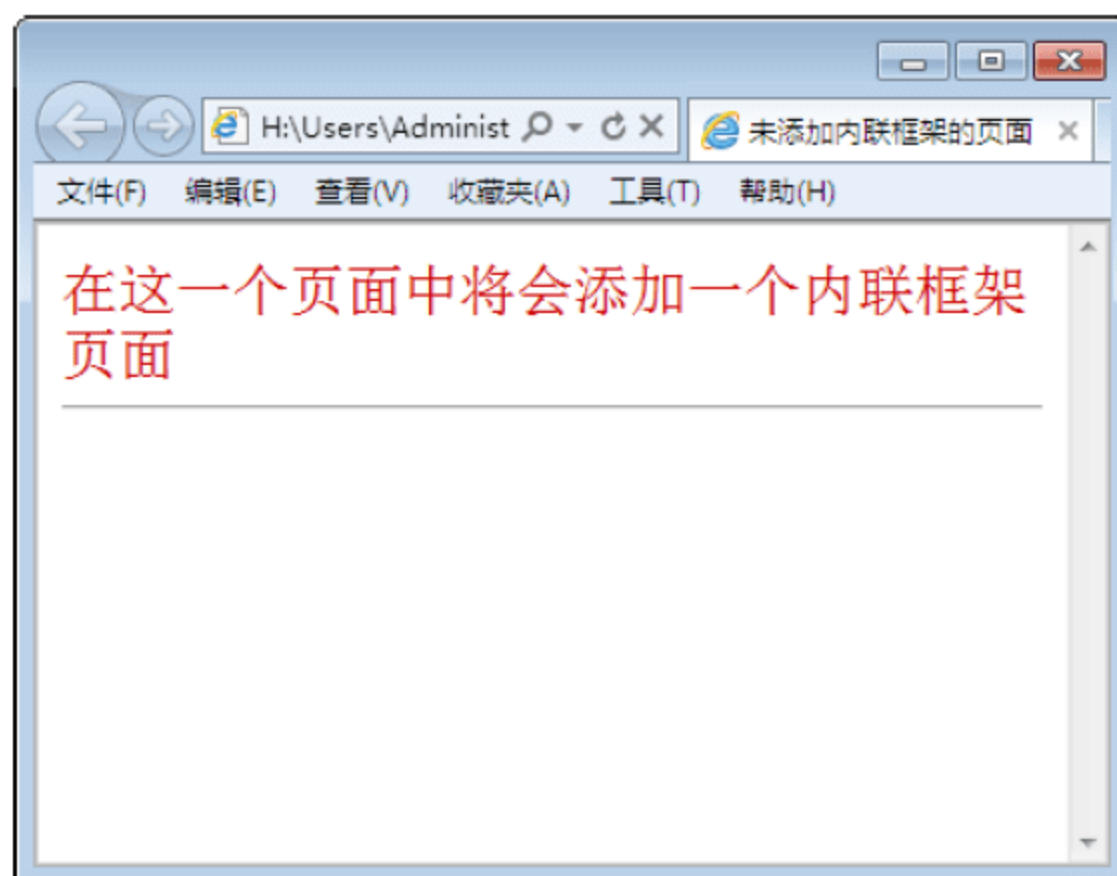 H:\Users\Administ
未添加内联框架的页面
文件(F) 编辑(E) 查看(V) 收藏夹(A) 工具(T) 帮助(H)
在这一个页面中将会添加一个内联框架
页面